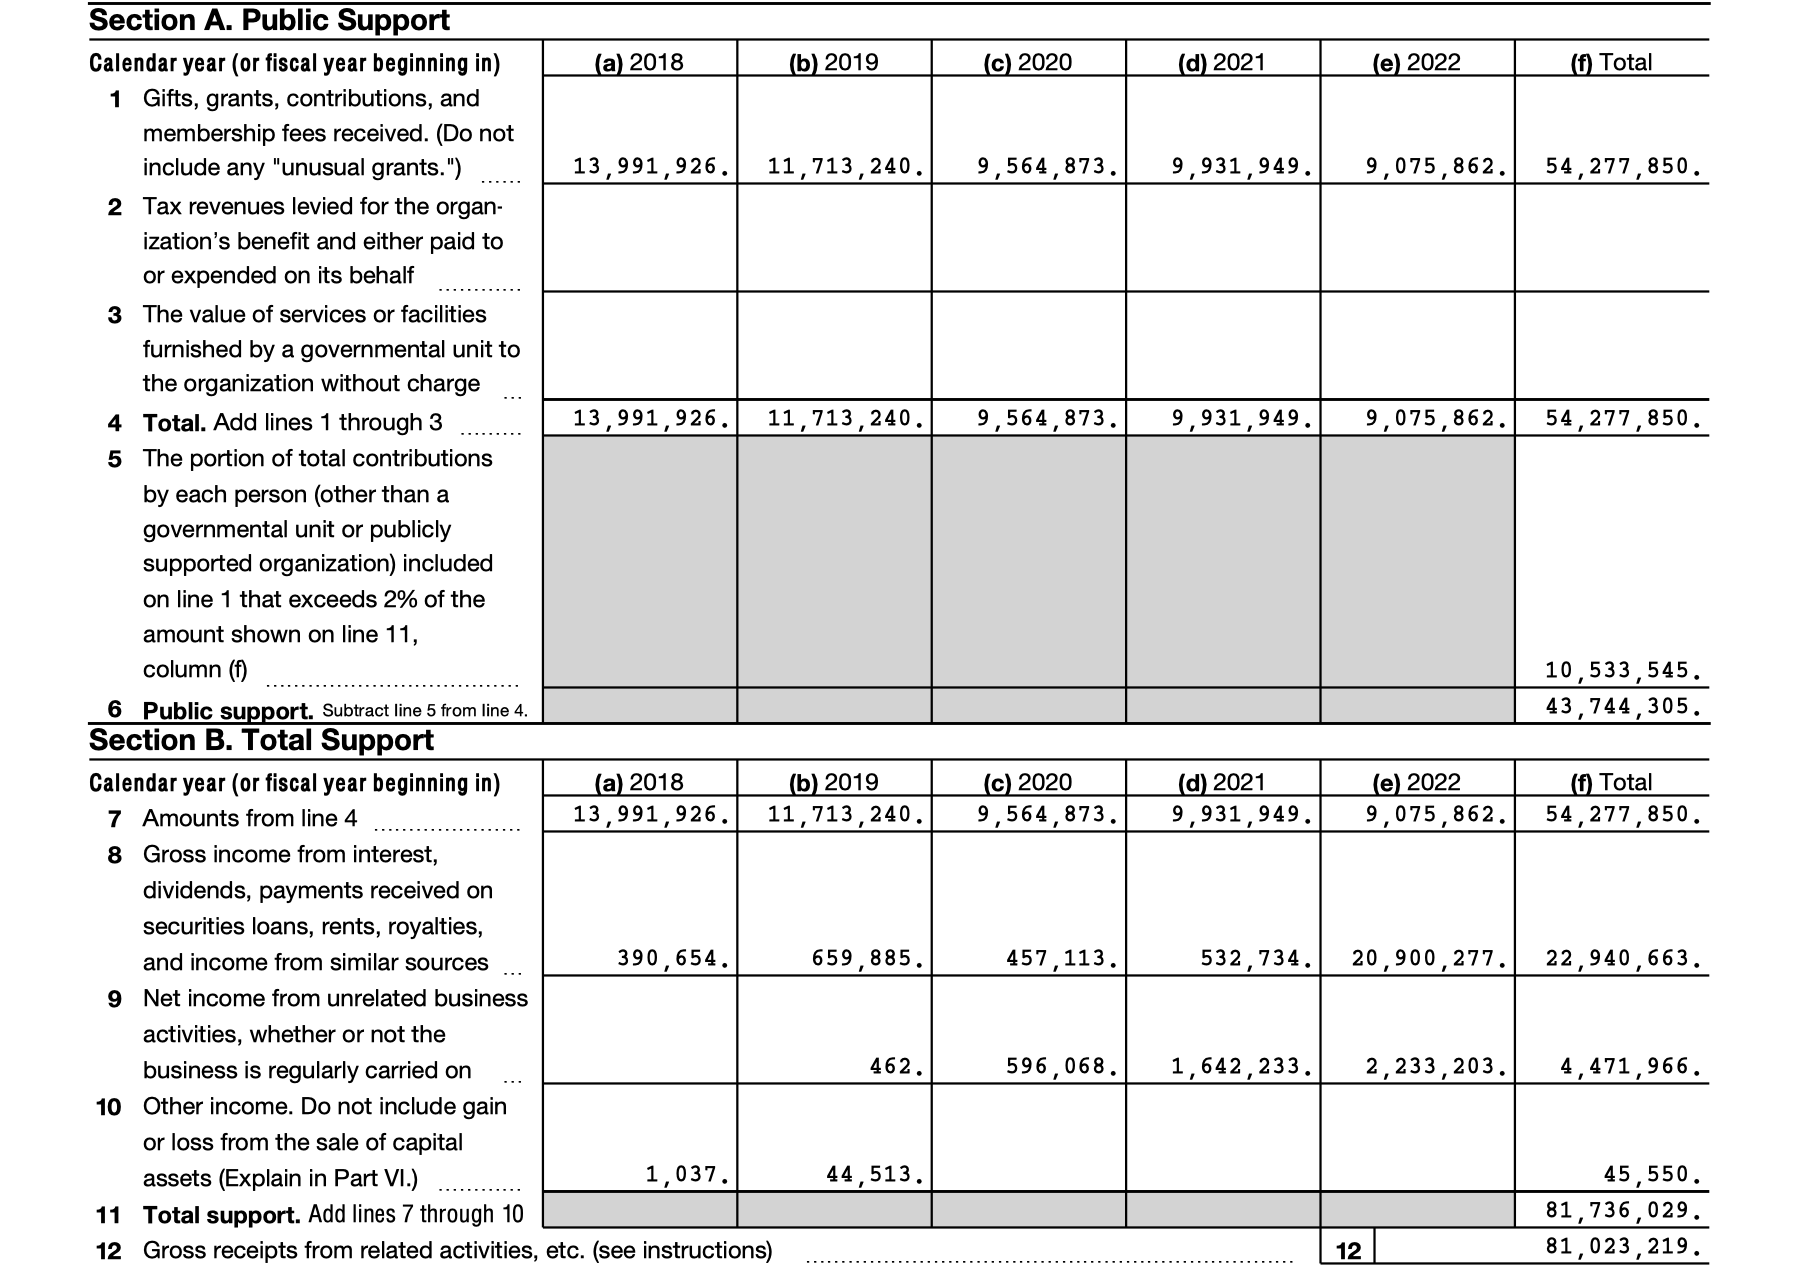 Section A. Public Support
Calendar year (or fiscal year beginning in) (a) 2018 (b) 2019 (c) 2020 (d) 2021 (e) 2022 (f) Total
1 Gifts, grants, contributions, and
membership fees received. (Do not
include any "unusual grants.") ...... 13,991,926. 11,713,240. 9,564,873. 9,931,949. 9,075,862. 54,277,850.
2 Tax revenues levied for the organ-
ization's benefit and either paid to
or expended on its behalf ............
3 The value of services or facilities
furnished by a governmental unit to
the organization without charge ...
4 Total. Add lines 1 through 3 ......... 13,991,926. 11,713,240. 9,564,873. 9,931,949. 9,075,862. 54,277,850.
5 The portion of total contributions
by each person (other than a
governmental unit or publicly
supported organization) included
on line 1 that exceeds 2% of the
amount shown on line 11,
column (f) ..................................... 10,533,545.
6 Public support. Subtract line 5 from line 4. 43,744,305.
Section B. Total Support
Calendar year (or fiscal year beginning in) (a) 2018 (b) 2019 (c) 2020 (d) 2021 (e) 2022 (f) Total
7 Amounts from line 4 ..................... 13,991,926. 11,713,240. 9,564,873. 9,931,949. 9,075,862. 54,277,850.
8 Gross income from interest,
dividends, payments received on
securities loans, rents, royalties,
and income from similar sources ... 390,654. 659,885. 457,113. 532,734. 20,900,277. 22,940,663.
9 Net income from unrelated business
activities, whether or not the
business is regularly carried on ... 462. 596,068. 1,642,233. 2,233,203. 4,471,966.
10 Other income. Do not include gain
or loss from the sale of capital
assets (Explain in Part VI.) ............ 1,037. 44,513. 45,550.
11 Total support. Add lines 7 through 10 81,736,029.
12 Gross receipts from related activities, etc. (see instructions) ...................................................................... 12 81,023,219.